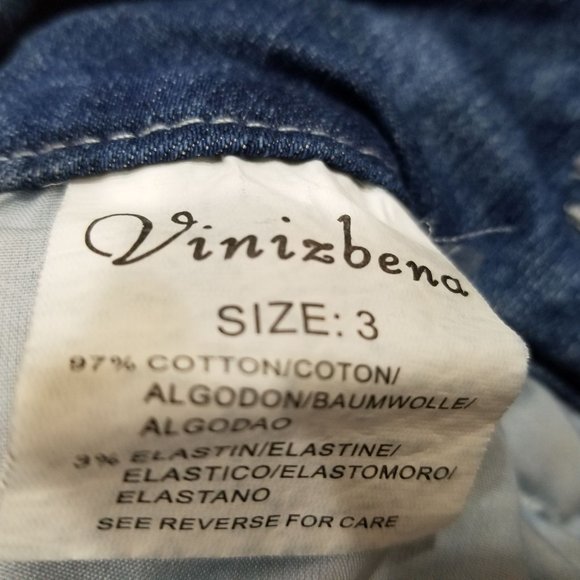 Vinizbena
SIZE: 3
97% COTTON/COTON/
ALGODON/BAUMWOLLE/
ALGODAO
3% ELASTIN/ELASTINE/
ELASTICO/ELASTOMORO/
ELASTANO
SEE REVERSE FOR CARE